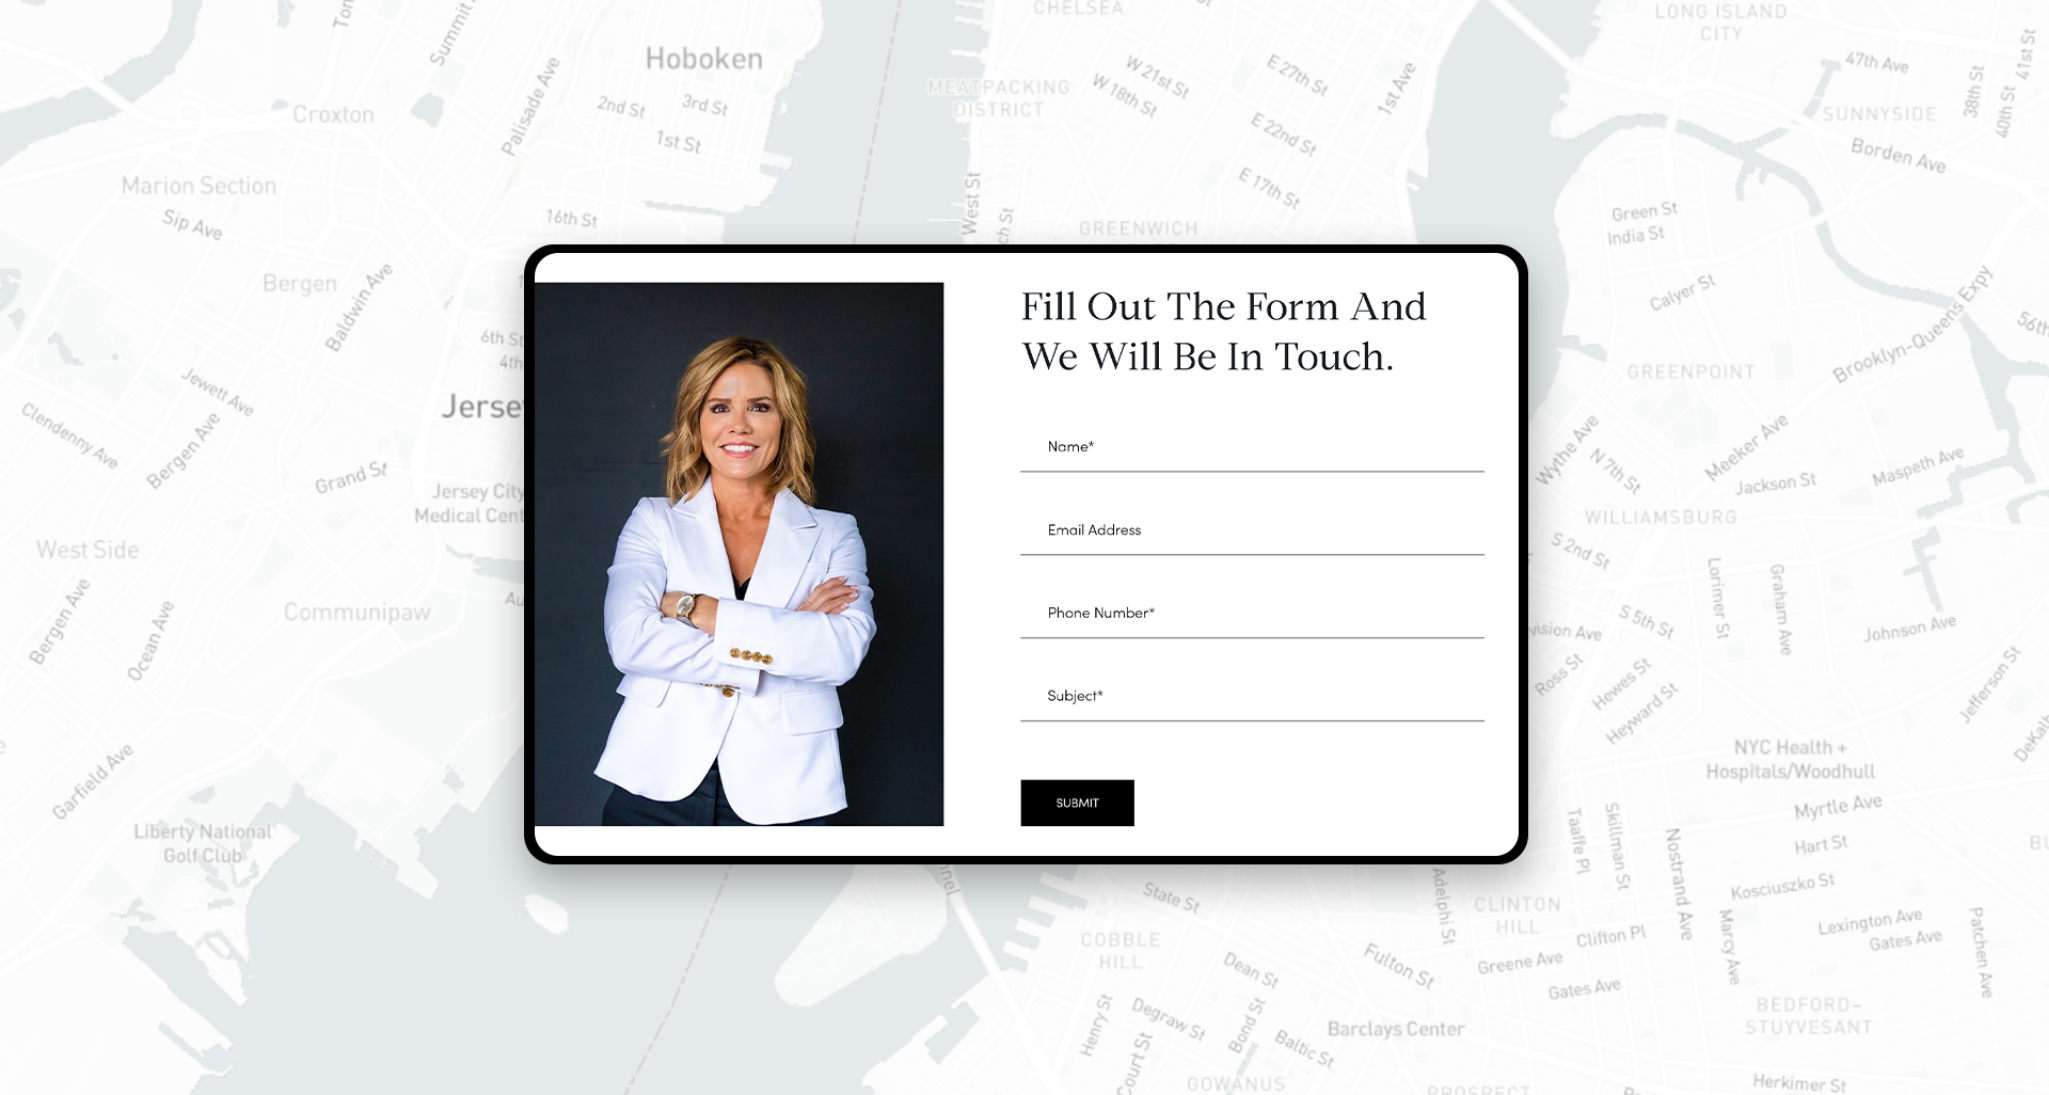 CHELSEA
LONG ISLAND
CITY
Hoboken
47th Ave
41st St
38th St
40th St
MEATPACKING
DISTRICT
W 21st St
W 18th St
E 27th St
1st Ave
Palisade Ave
2nd St
3rd St
1st St
Croxton
SUNNYSIDE
E 22nd St
Borden Ave
Marion Section
Sip Ave
E 17th St
West St
16th St
GREENWICH
Green St
India St
Bergen
Baldwin Ave
Calyer St
Brooklyn-Queens Expy
Fill Out The Form And
We Will Be In Touch.
6th St
4th
56th
Jewett Ave
GREENPOINT
Jerse
Clendenny Ave
Bergen Ave
Grand St
Name*
Wythe Ave
N 7th St
Meeker Ave
Maspeth Ave
Jackson St
Jersey City
Medical Cent
WILLIAMSBURG
Email Address
West Side
S 2nd St
Lorimer St
Graham Ave
Bergen Ave
Ocean Ave
Communipaw
Phone Number*
S 5th St
Johnson Ave
vision Ave
Ross St
Hewes St
Heyward St
Jefferson St
Subject*
Garfield Ave
NYC Health +
Hospitals/Woodhull
SUBMIT
Myrtle Ave
Liberty National
Golf Club
Taaffe Pl
Skillman St
Nostrand Ave
Hart St
Kosciuszko St
State St
Adelphi St
CLINTON
HILL
Marcy Ave
Lexington Ave
Gates Ave
Patchen Ave
COBBLE
HILL
Dean St
Fulton St
Clifton Pl
Greene Ave
Gates Ave
Henry St
Degraw St
Bond St
Baltic St
Court St
Barclays Center
BEDFORD-
STUYVESANT
GOWANUS
PROSPECT
Herkimer St